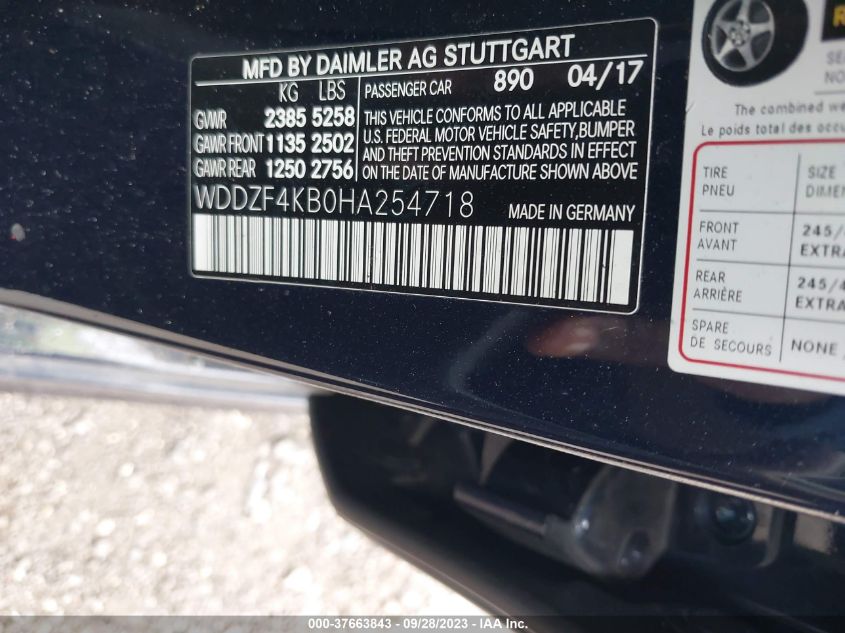 MFD BY DAIMLER AG STUTTGART
KG LBS
GVWR 2385 5258
GAWR FRONT 1135 2502
GAWR REAR 1250 2756
PASSENGER CAR 890 04/17
THIS VEHICLE CONFORMS TO ALL APPLICABLE
U.S. FEDERAL MOTOR VEHICLE SAFETY, BUMPER
AND THEFT PREVENTION STANDARDS IN EFFECT
ON THE DATE OF MANUFACTURE SHOWN ABOVE
WDDZF4KB0HA254718 MADE IN GERMANY
The combined
Le poids total des
TIRE
PNEU
SIZE
FRONT
AVANT
245/
REAR
ARRIÈRE
245/4
SPARE
DE SECOURS
NONE
000-37663843 - 09/28/2023 - IAA Inc.